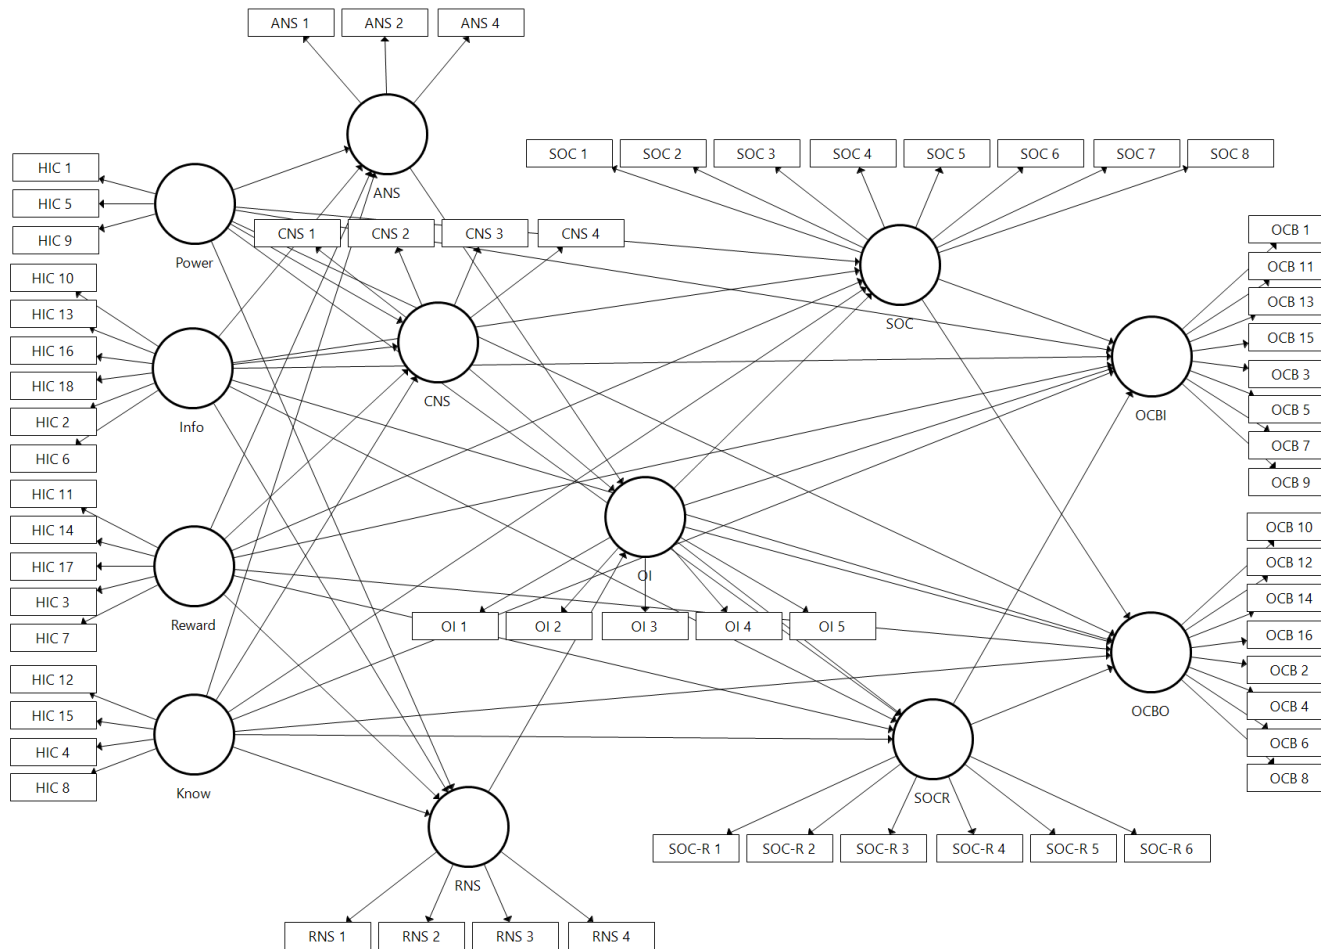 ANS 1
ANS 2
ANS 4
ANS
HIC 1
HIC 5
HIC 9
Power
SOC 1
SOC 2
SOC 3
SOC 4
SOC 5
SOC 6
SOC 7
SOC 8
SOC
CNS 1
CNS 2
CNS 3
CNS 4
CNS
HIC 10
HIC 13
HIC 16
HIC 18
HIC 2
HIC 6
Info
OCB 1
OCB 11
OCB 13
OCB 15
OCB 3
OCB 5
OCB 7
OCB 9
OCBI
HIC 11
HIC 14
HIC 17
HIC 3
HIC 7
Reward
OI
OI 1
OI 2
OI 3
OI 4
OI 5
OCB 10
OCB 12
OCB 14
OCB 16
OCB 2
OCB 4
OCB 6
OCB 8
OCBO
HIC 12
HIC 15
HIC 4
HIC 8
Know
SOCR
SOC-R 1
SOC-R 2
SOC-R 3
SOC-R 4
SOC-R 5
SOC-R 6
RNS
RNS 1
RNS 2
RNS 3
RNS 4